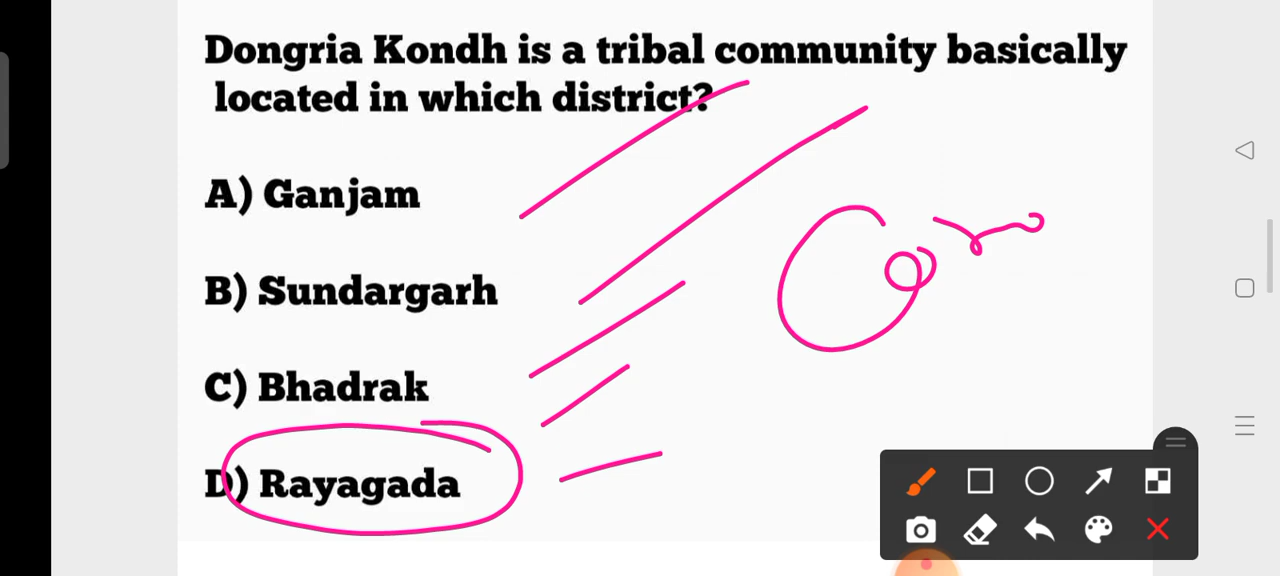 Dongria Kondh is a tribal community basically
located in which district?
A) Ganjam
B) Sundargarh
C) Bhadrak
D) Rayagada